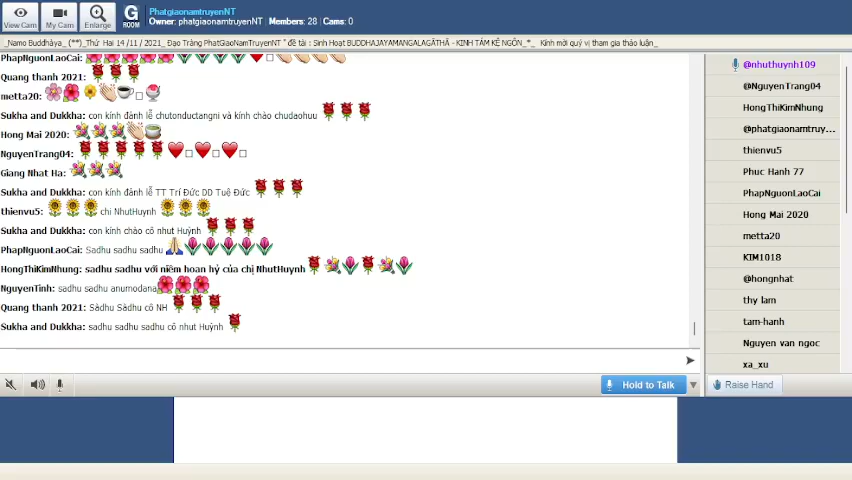 PhatgiaonamtruyenNT
Owner: phatgiaonamtruyenNT Members: 28 | Cams: 0
View Cam
My Cam
Enlarge
G
ROOM
_Namo Buddhàya_ (**)_Thứ Hai 14 /11 / 2021_ Đạo Tràng PhatGiaoNamTruyenNT " đề tài : Sinh Hoạt BUDDHAJAYAMANGALAGĀTHĀ - KINH TÁM KỆ NGÔN_*_ Kính mời quý vị tham gia thảo luận_
PhapNguonLaoCai:
Quang thanh 2021:
metta20:
Sukha and Dukkha: con kính đảnh lễ chutonductangni và kính chào chudaohuu
Hong Mai 2020:
NguyenTrang04:
Giang Nhat Ha:
Sukha and Dukkha: con kính đảnh lễ TT Trí Đức DD Tuệ Đức
thienvu5: chi NhutHuynh
Sukha and Dukkha: con kính chào cô nhut Huỳnh
PhapNguonLaoCai: Sadhu sadhu sadhu
HongThiKimNhung: sadhu sadhu với niềm hoan hỷ của chị NhutHuynh
NguyenTinh: sadhu sadhu anumodana
Quang thanh 2021: Sàdhu Sàdhu cô NH
Sukha and Dukkha: sadhu sadhu sadhu cô nhut Huỳnh
Hold to Talk
@nhuthuynh109
@NguyenTrang04
HongThiKimNhung
@phatgiaonamtruy...
thienvu5
Phuc Hanh 77
PhapNguonLaoCai
Hong Mai 2020
metta20
KIM1018
@hongnhat
thy lam
tam-hanh
Nguyen van ngoc
xa_xu
Raise Hand